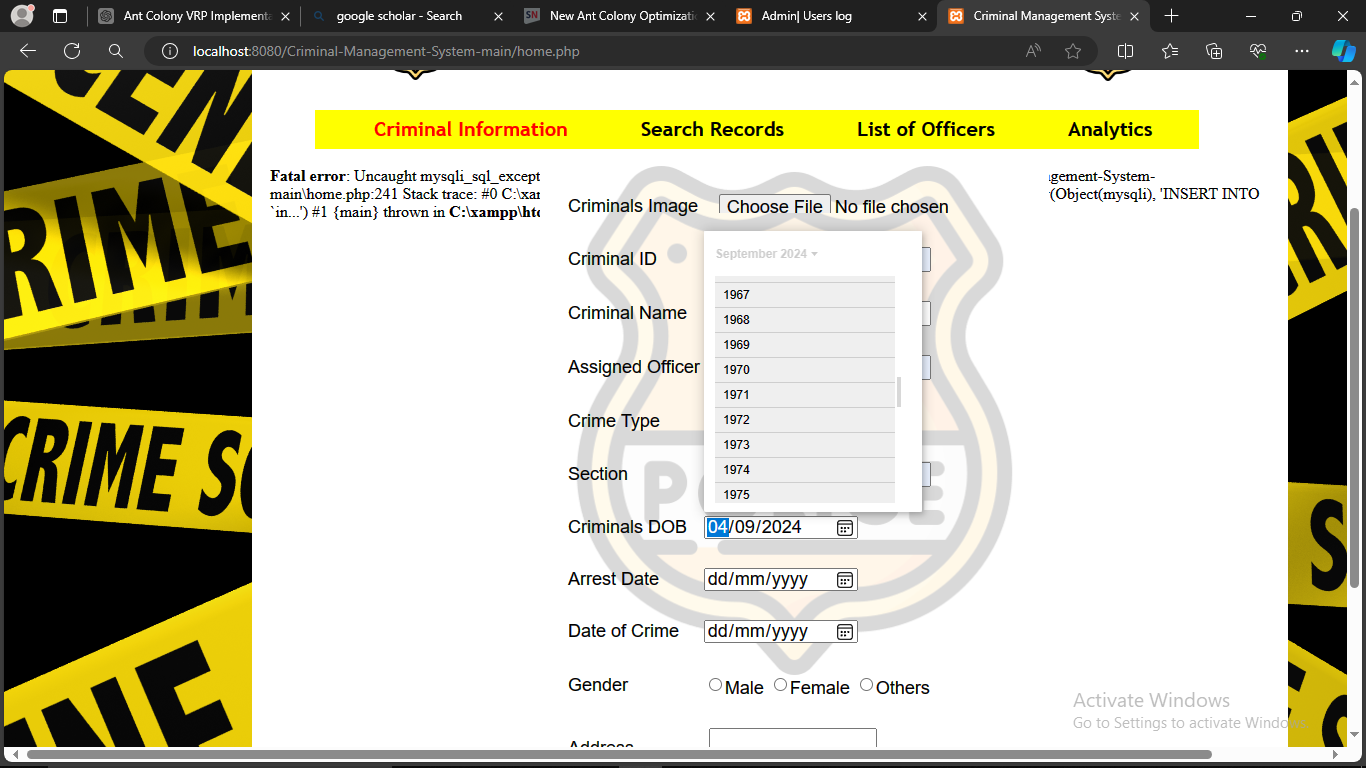 Ant Colony VRP Implementa
google scholar - Search
New Ant Colony Optimizatio
Admin| Users log
Criminal Management Syste
localhost:8080/Criminal-Management-System-main/home.php
Criminal Information Search Records List of Officers Analytics
Fatal error: Uncaught mysqli_sql_except gement-System-
main\home.php:241 Stack trace: #0 C:\xar (Object(mysqli), 'INSERT INTO
`in...') #1 {main} thrown in C:\xampp\hto
Criminals Image Choose File No file chosen
September 2024
Criminal ID
1967
Criminal Name
1968
1969
Assigned Officer
1970
1971
Crime Type
1972
1973
Section
1974
1975
POLICE
Criminals DOB 04/09/2024
Arrest Date dd/mm/yyyy
Date of Crime dd/mm/yyyy
Gender Male Female Others
Address
Activate Windows
Go to Settings to activate Windows.
CRIME
CRIME SC